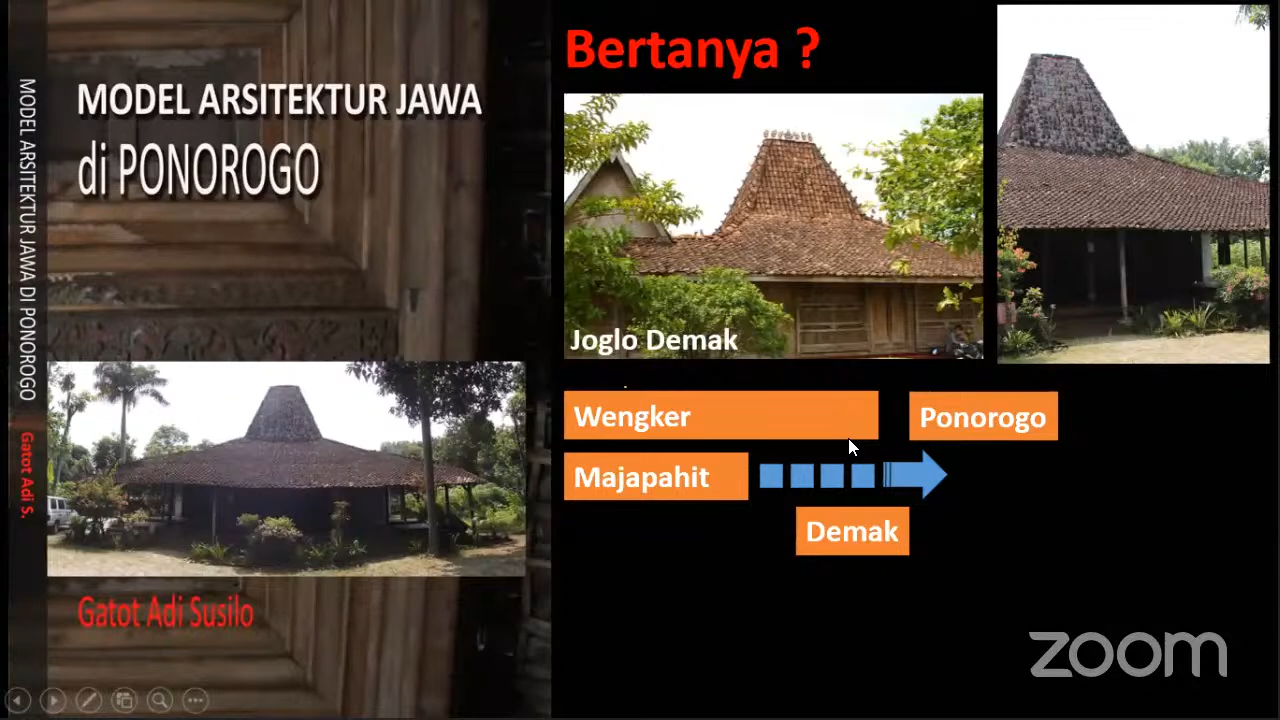 MODEL ARSITEKTUR JAWA DI PONOROGO
Gatot Adi S.
MODEL ARSITEKTUR JAWA
di PONOROGO
Gatot Adi Susilo
Bertanya ?
Joglo Demak
Wengker
Ponorogo
Majapahit
Demak
zoom